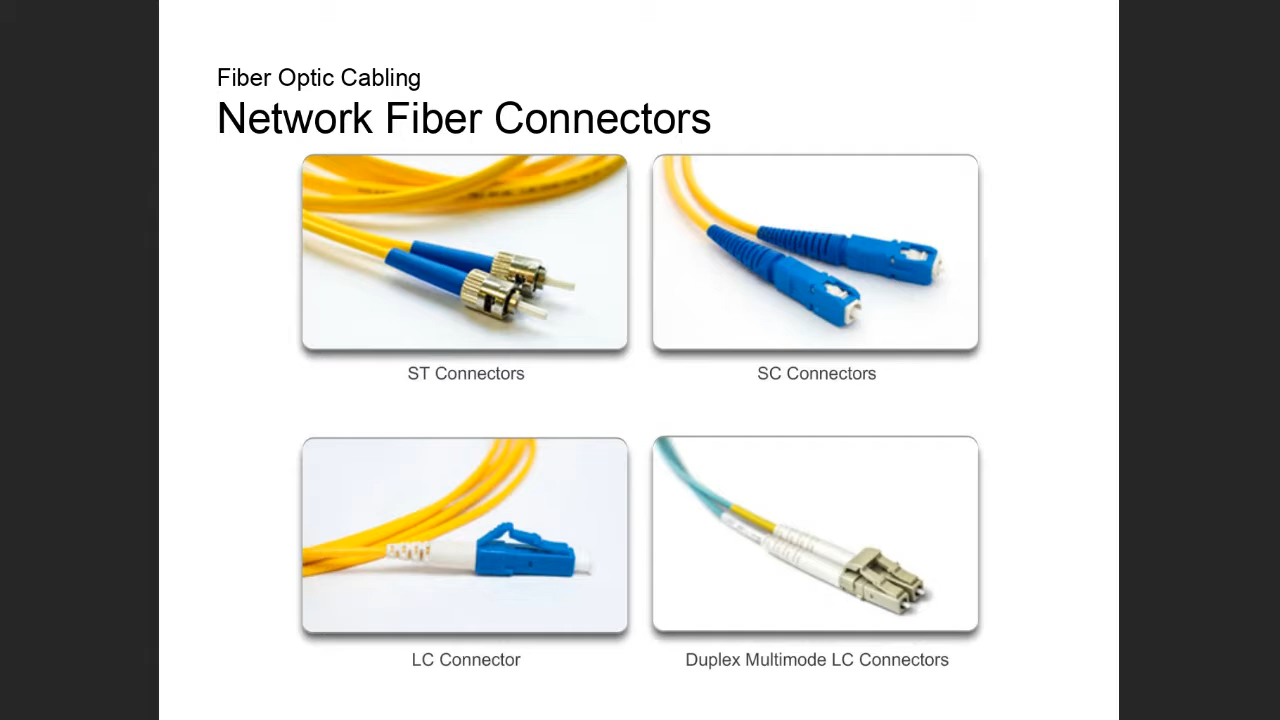 Fiber Optic Cabling
Network Fiber Connectors
ST Connectors
SC Connectors
LC Connector
Duplex Multimode LC Connectors